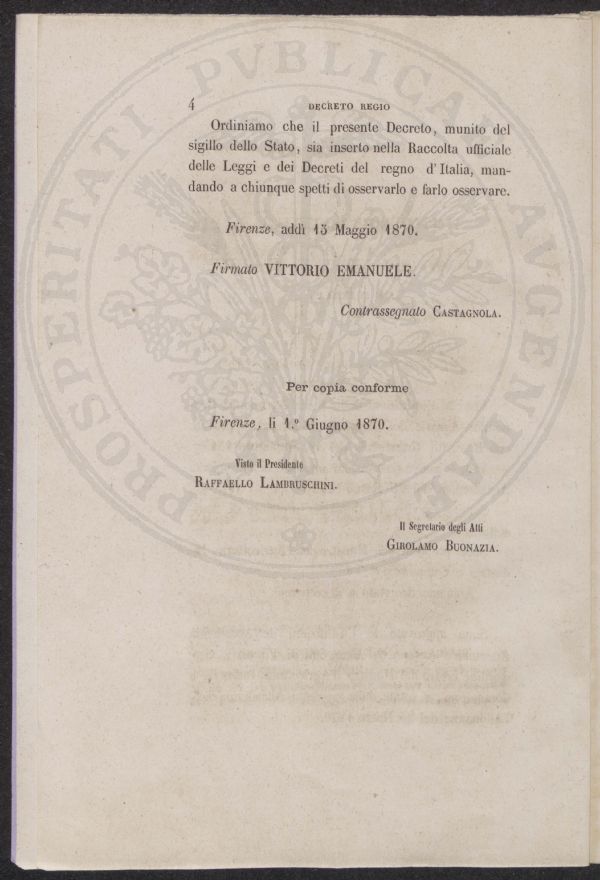 4 DECRETO REGIO
Ordiniamo che il presente Decreto, munito del
sigillo dello Stato, sia inserto nella Raccolta ufficiale
delle Leggi e dei Decreti del regno d'Italia, man-
dando a chiunque spetti di osservarlo e farlo osservare.
Firenze, addì 15 Maggio 1870.
Firmato VITTORIO EMANUELE.
Contrassegnato CASTAGNOLA.
Per copia conforme
Firenze, li 1.º Giugno 1870.
Visto il Presidente
RAFFAELLO LAMBRUSCHINI.
Il Segretario degli Atti
GIROLAMO BUONAZIA.
PROSPERITATI PVBLICAE AVGENDAE